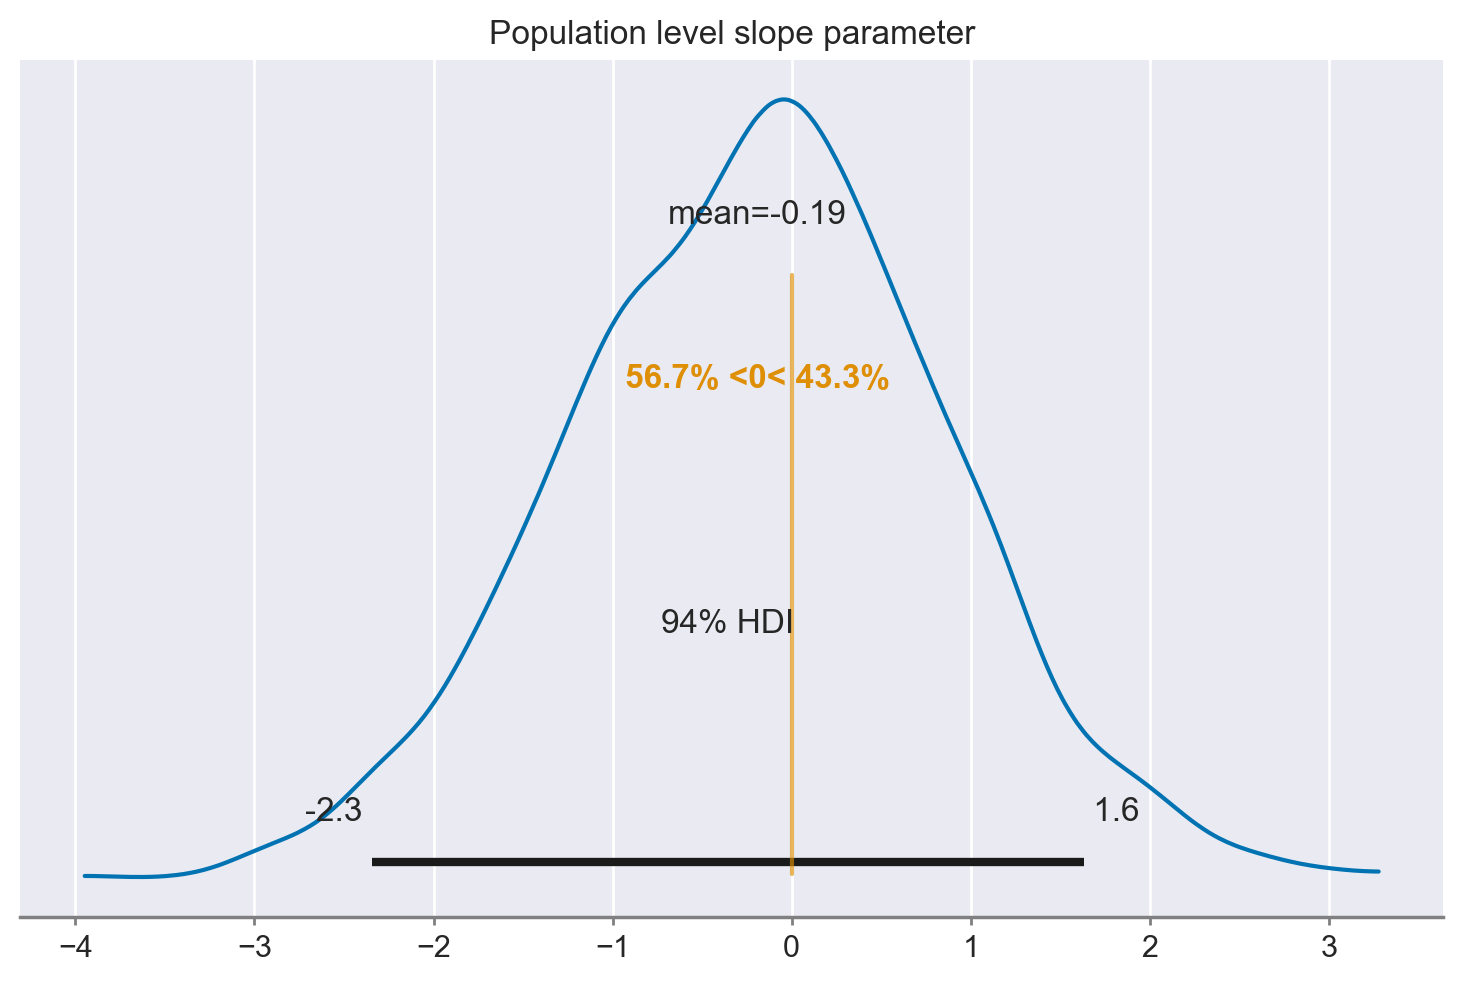 Population level slope parameter
mean=-0.19
56.7% <0< 43.3%
94% HDI
-2.3
1.6
−4
−3
−2
−1
0
1
2
3